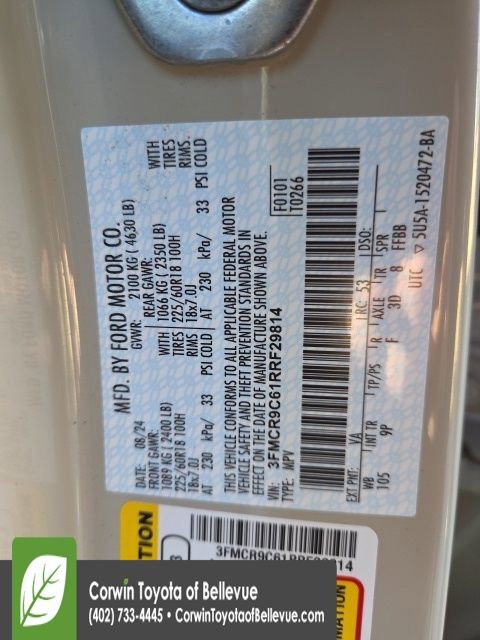 MFD. BY FORD MOTOR CO.
DATE: 08/24 GVWR: 2100 KG ( 4630 LB)
FRONT GAWR: REAR GAWR:
1089 KG ( 2400 LB) WITH 1066 KG ( 2350 LB) WITH
225/60R18 100H TIRES 225/60R18 100H TIRES
18x7.0J RIMS 18x7.0J RIMS.
AT 230 kPa/ 33 PSI COLD AT 230 kPa/ 33 PSI COLD
THIS VEHICLE CONFORMS TO ALL APPLICABLE FEDERAL MOTOR
VEHICLE SAFETY AND THEFT PREVENTION STANDARDS IN
EFFECT ON THE DATE OF MANUFACTURE SHOWN ABOVE.
VIN: 3FMCR9C61RRF29814
TYPE: MPV
F0101
T0266
EXT PNT: VA RC: 53 DSO:
WB INT TR TP/PS R AXLE TR SPR
105 9P F 3D 8 FFBB
UTC ▽ 5U5A-1520472-BA
3FMCR9C61RRF29814
Corwin Toyota of Bellevue
(402) 733-4445 • CorwinToyotaofBellevue.com